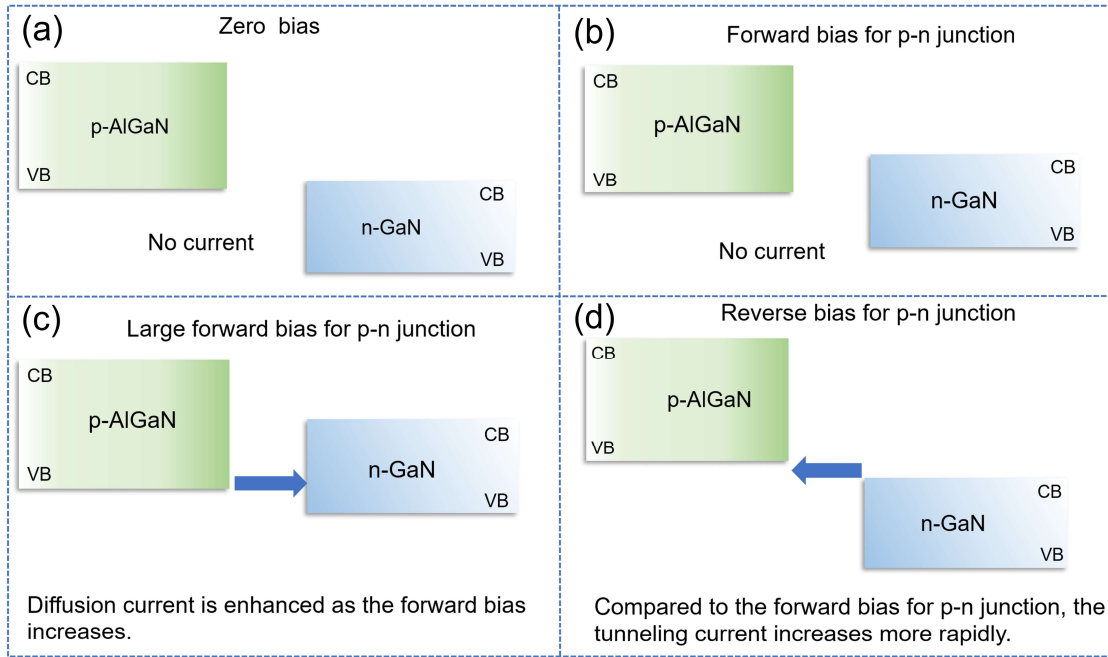 (a)
Zero bias
CB
p-AlGaN
VB
CB
n-GaN
VB
No current
(b)
Forward bias for p-n junction
CB
p-AlGaN
VB
CB
n-GaN
VB
No current
(c)
Large forward bias for p-n junction
CB
p-AlGaN
VB
CB
n-GaN
VB
Diffusion current is enhanced as the forward bias
increases.
(d)
Reverse bias for p-n junction
CB
p-AlGaN
VB
CB
n-GaN
VB
Compared to the forward bias for p-n junction, the
tunneling current increases more rapidly.